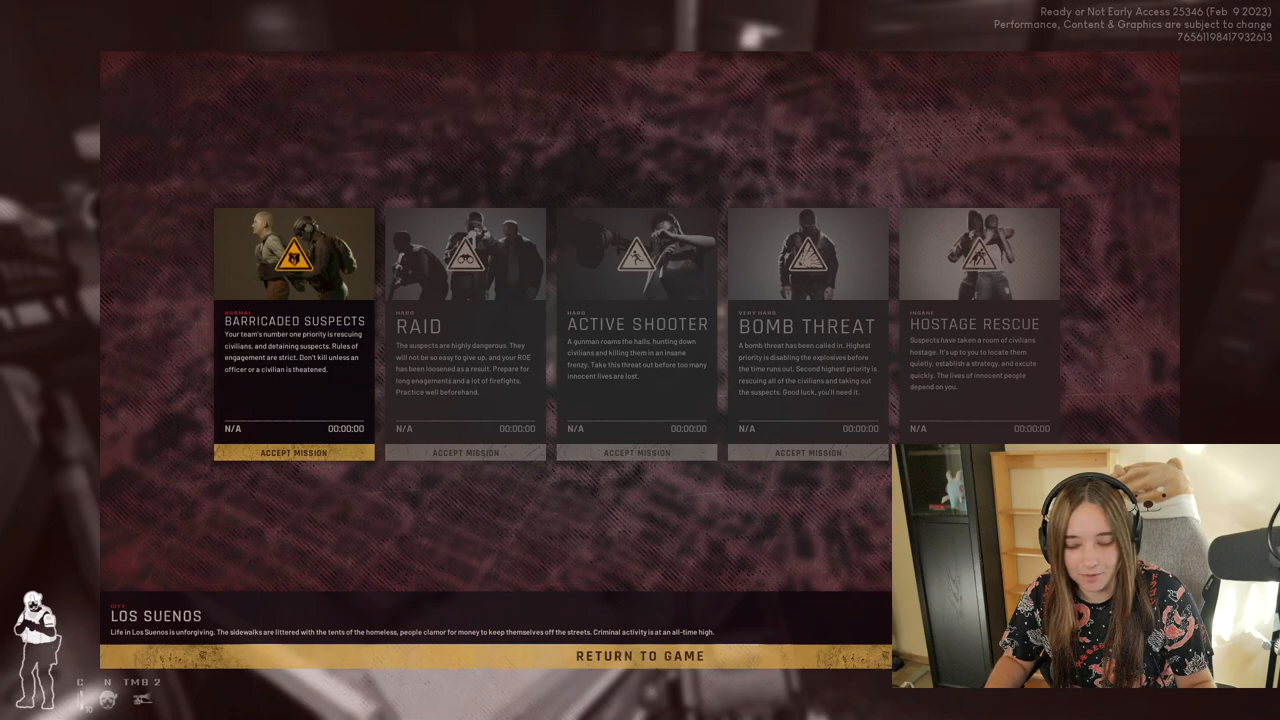 Ready or Not Early Access 25346 (Feb 9 2023)
Performance, Content & Graphics are subject to change
76561198417932613
NORMAL
BARRICADED SUSPECTS
Your team's number one priority is rescuing
civilians, and detaining suspects. Rules of
engagement are strict. Don't kill unless an
officer or a civilian is theatened.
N/A 00:00:00
ACCEPT MISSION
HARD
RAID
The suspects are highly dangerous. They
will not be so easy to give up, and your ROE
has been loosened as a result. Prepare for
long enagements and a lot of firefights.
Practice well beforehand.
N/A 00:00:00
ACCEPT MISSION
HARD
ACTIVE SHOOTER
A gunman roams the halls, hunting down
civilians and killing them in an insane
frenzy. Take this threat out before too many
innocent lives are lost.
N/A 00:00:00
ACCEPT MISSION
VERY HARD
BOMB THREAT
A bomb threat has been called in. Highest
priority is disabling the explosives before
the time runs out. Second highest priority is
rescuing all of the civilians and taking out
the suspects. Good luck, you'll need it.
N/A 00:00:00
ACCEPT MISSION
INSANE
HOSTAGE RESCUE
Suspects have taken a room of civilians
hostage. It's up to you to locate them
quietly, establish a strategy, and excute
quickly. The lives of innocent people
depend on you.
N/A 00:00:00
CITY
LOS SUENOS
Life in Los Suenos is unforgiving. The sidewalks are littered with the tents of the homeless, people clamor for money to keep themselves off the streets. Criminal activity is at an all-time high.
RETURN TO GAME
C N TMB 2
10